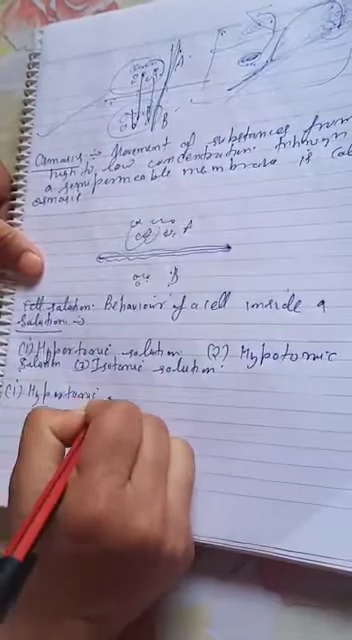 A
B
Osmosis :- Movement of substances from
high to low concentration through
a semipermeable membrane is
osmosis
A
B
Cell solution. Behaviour of a cell inside a
solution :-
(1) Hypertonic solution (2) Hypotonic
solution (3) Isotonic solution.
(1) Hypertonic